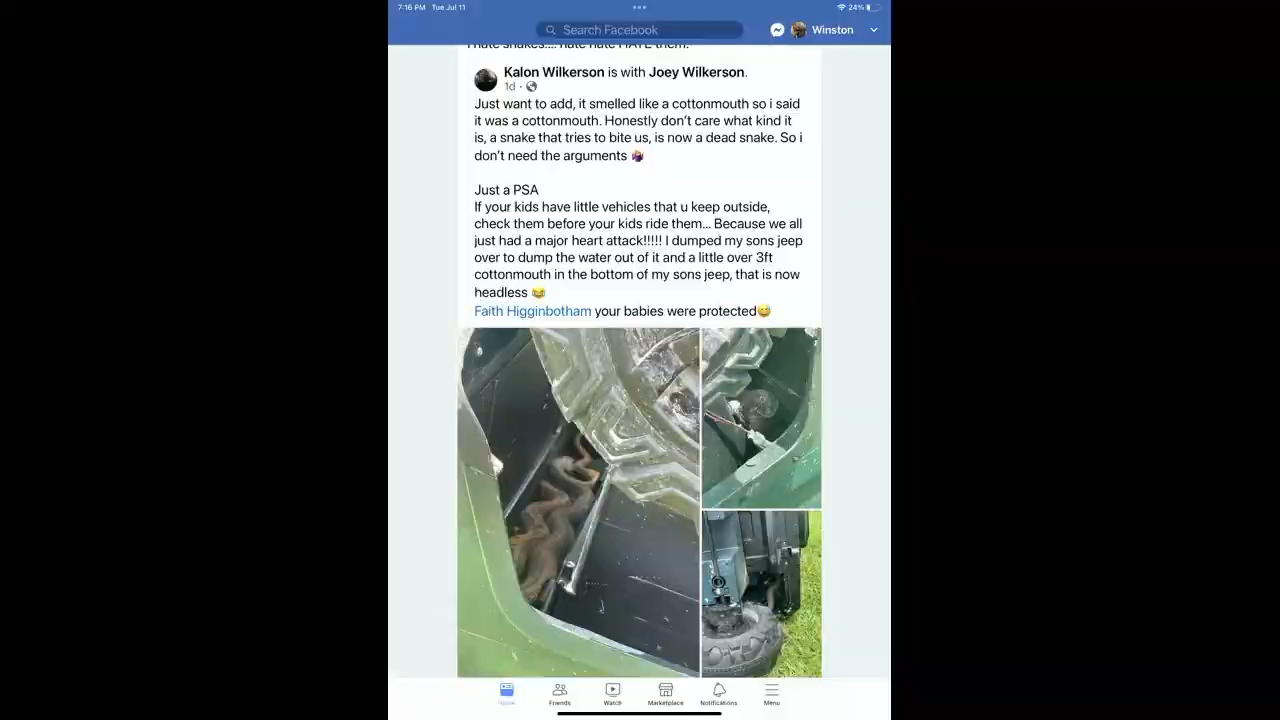 7:16 PM Tue Jul 11
24%
Search Facebook
Winston
I hate snakes.... hate hate HATE them.
Kalon Wilkerson is with Joey Wilkerson.
1d ·
Just want to add, it smelled like a cottonmouth so i said
it was a cottonmouth. Honestly don’t care what kind it
is, a snake that tries to bite us, is now a dead snake. So i
don’t need the arguments 🤷‍♀️
Just a PSA
If your kids have little vehicles that u keep outside,
check them before your kids ride them... Because we all
just had a major heart attack!!!!! I dumped my sons jeep
over to dump the water out of it and a little over 3ft
cottonmouth in the bottom of my sons jeep, that is now
headless 😂
Faith Higginbotham your babies were protected😅
Home
Friends
Watch
Marketplace
Notifications
Menu